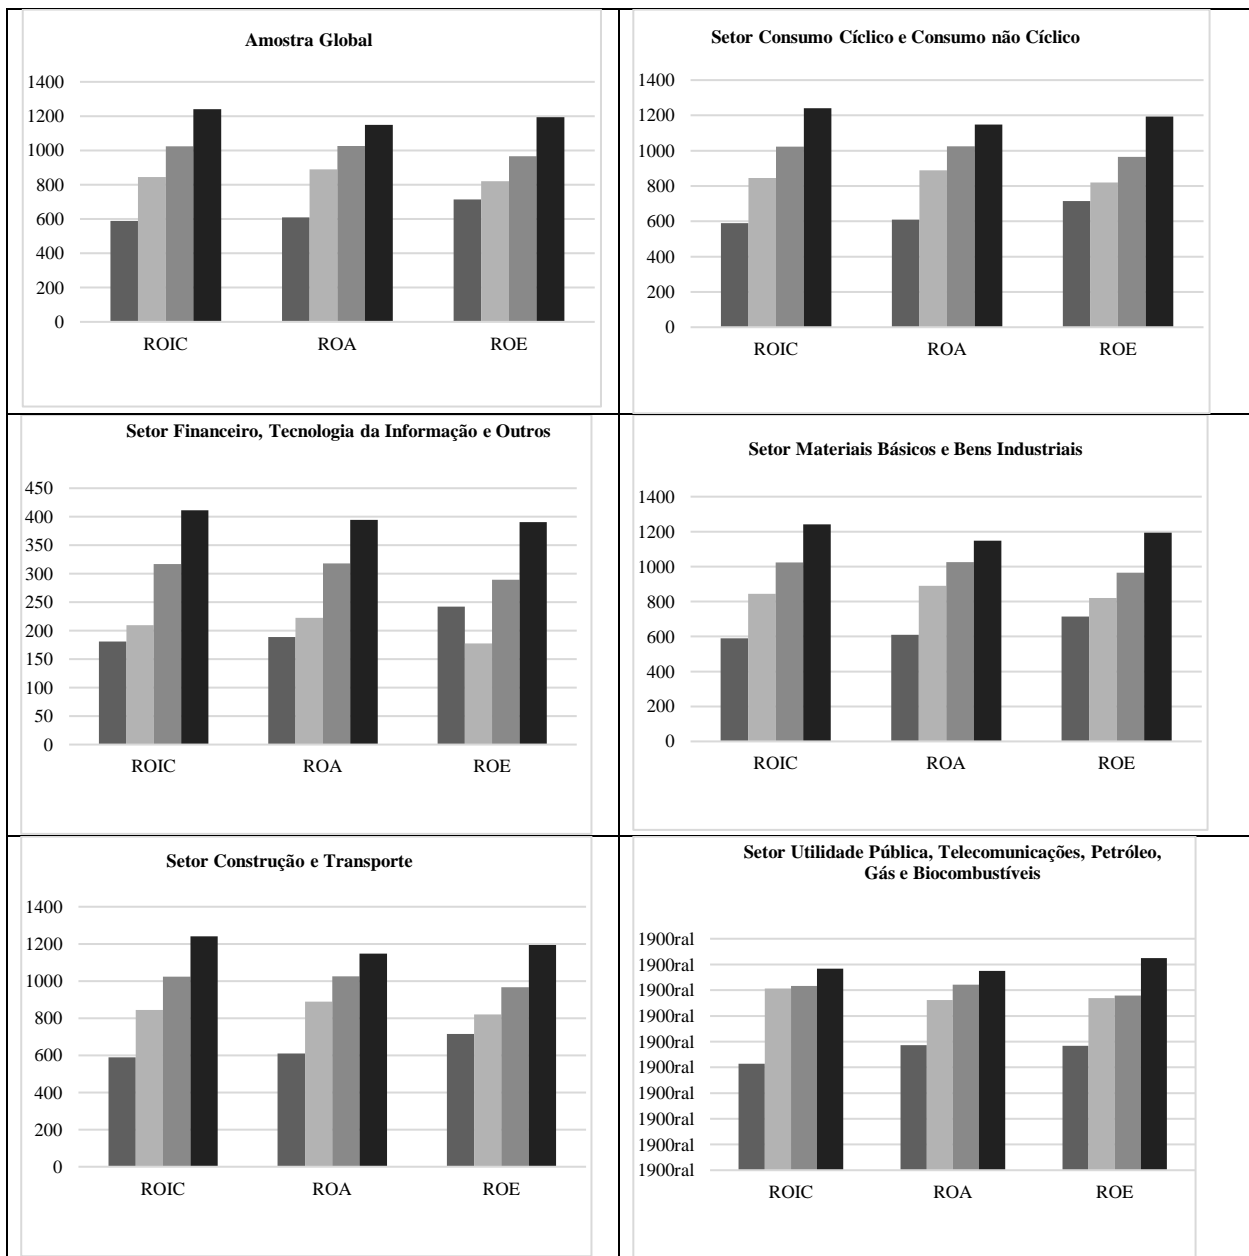 Amostra Global
1400
1200
1000
800
600
400
200
0
ROIC ROA ROE
Setor Consumo Cíclico e Consumo não Cíclico
1400
1200
1000
800
600
400
200
0
ROIC ROA ROE
Setor Financeiro, Tecnologia da Informação e Outros
450
400
350
300
250
200
150
100
50
0
ROIC ROA ROE
Setor Materiais Básicos e Bens Industriais
1400
1200
1000
800
600
400
200
0
ROIC ROA ROE
Setor Construção e Transporte
1400
1200
1000
800
600
400
200
0
ROIC ROA ROE
Setor Utilidade Pública, Telecomunicações, Petróleo,
Gás e Biocombustíveis
1900ral
1900ral
1900ral
1900ral
1900ral
1900ral
1900ral
1900ral
1900ral
1900ral
ROIC ROA ROE